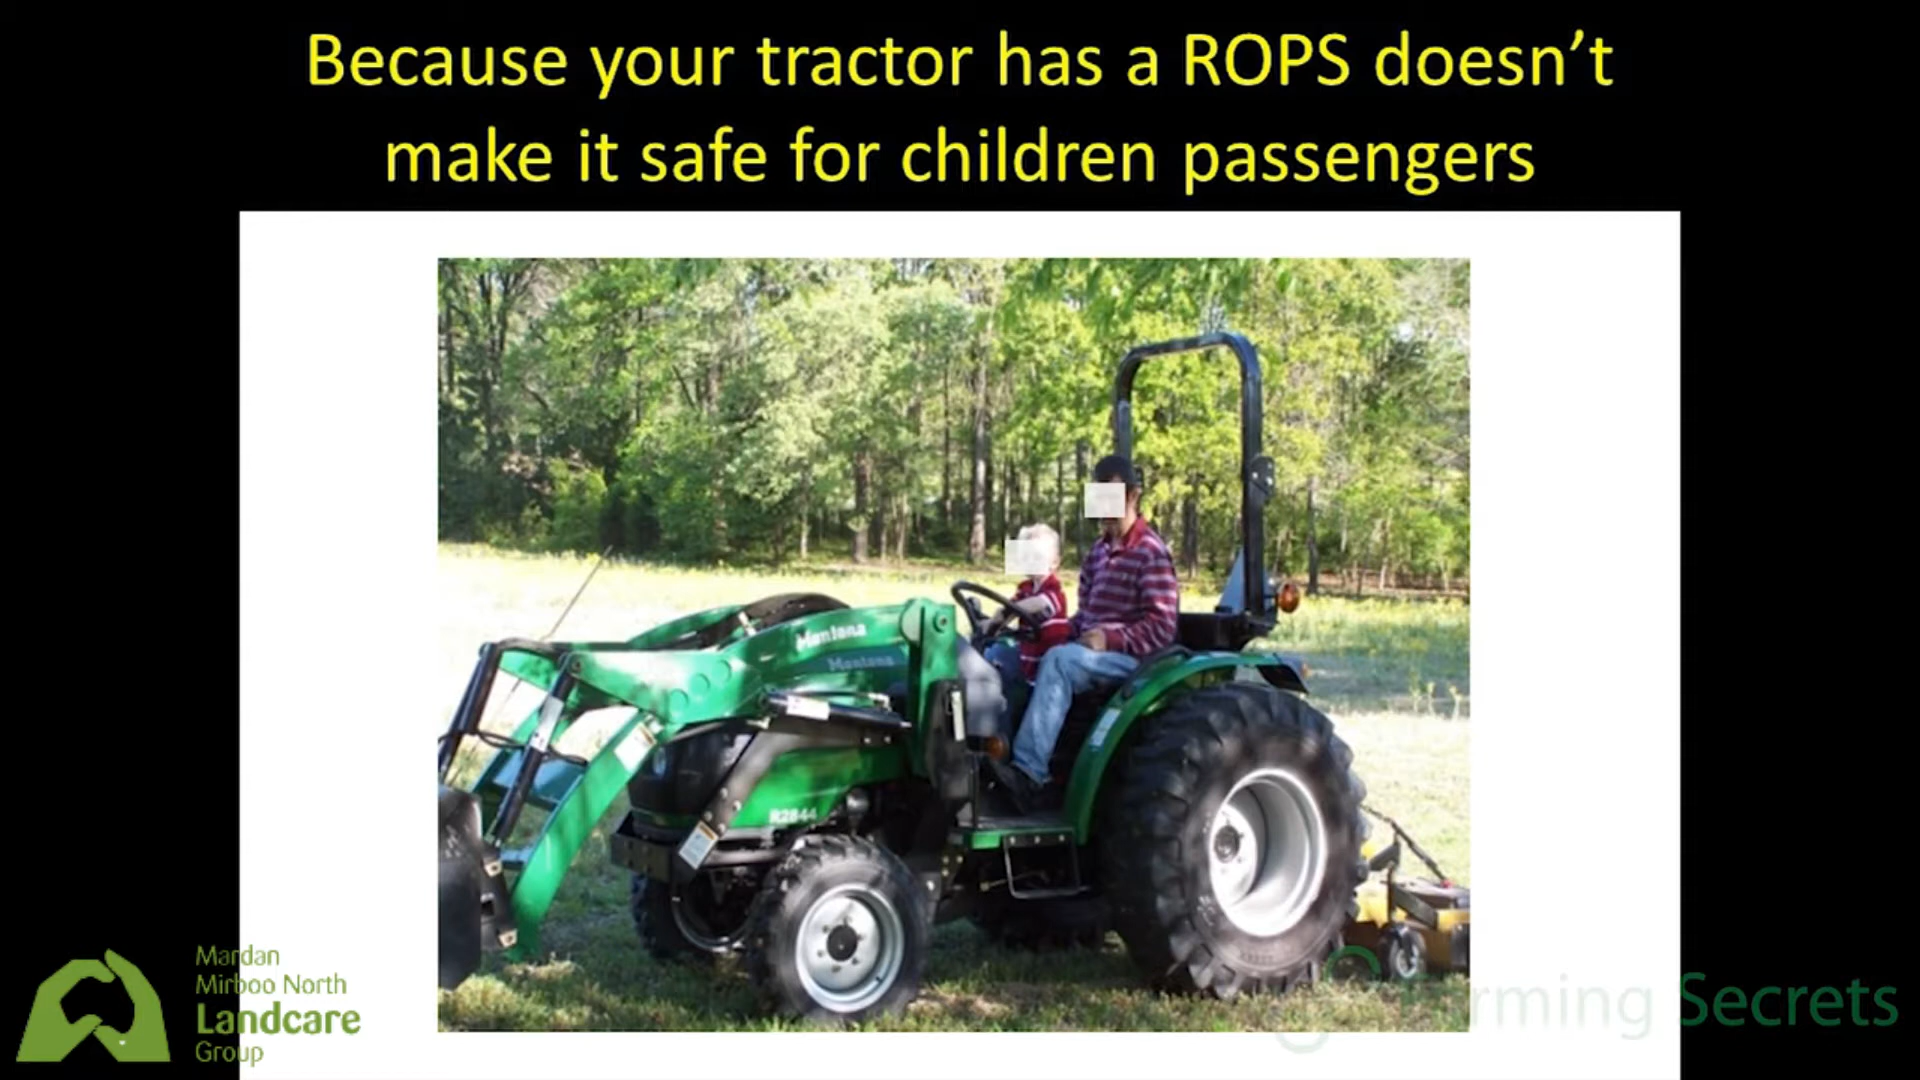 Because your tractor has a ROPS doesn't
make it safe for children passengers
Montana
Montana
R2844
Mardan
Mirboo North
Landcare
Group
Farming Secrets